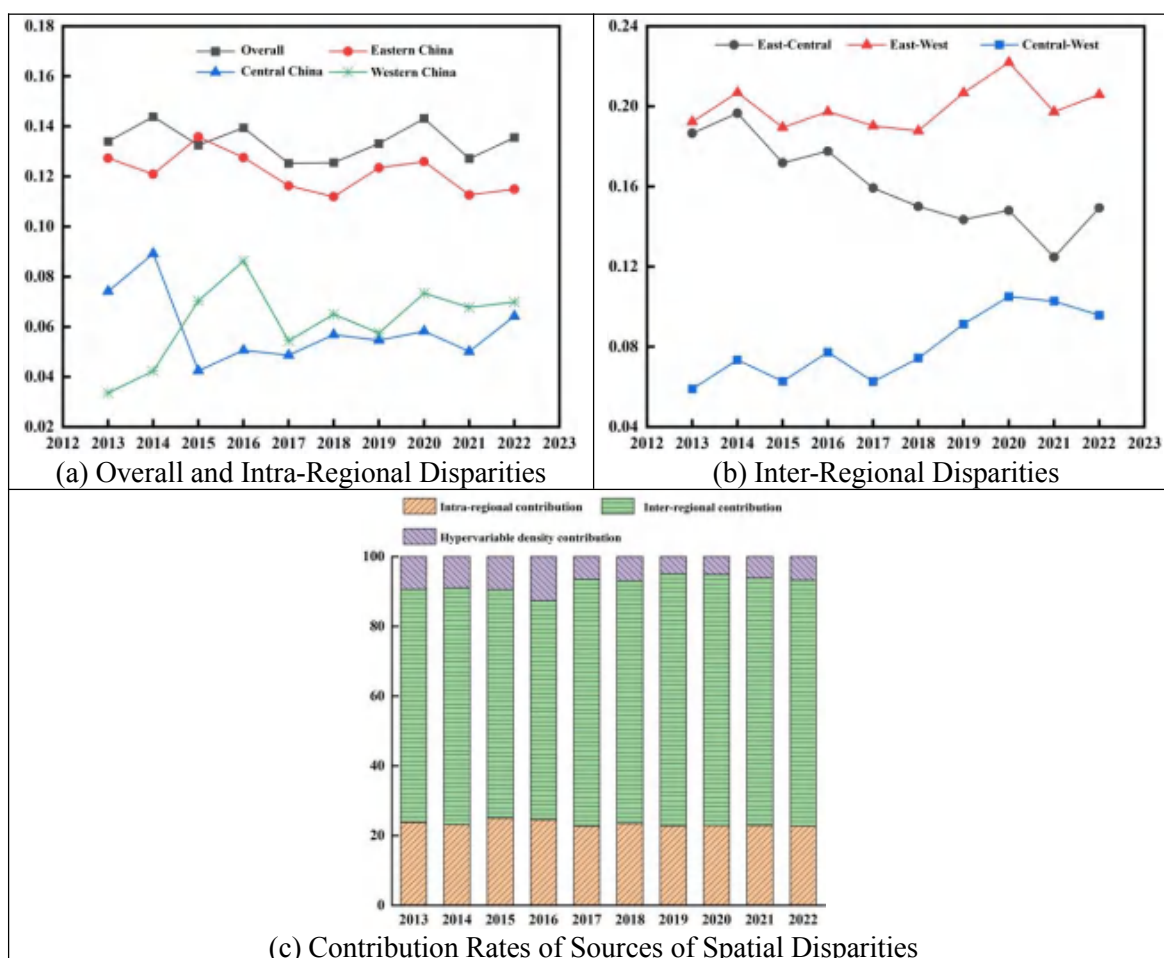 0.18
0.16
0.14
0.12
0.10
0.08
0.06
0.04
0.02
Overall Eastern China
Central China Western China
2012 2013 2014 2015 2016 2017 2018 2019 2020 2021 2022 2023
(a) Overall and Intra-Regional Disparities
0.24
0.20
0.16
0.12
0.08
0.04
East-Central East-West Central-West
2012 2013 2014 2015 2016 2017 2018 2019 2020 2021 2022 2023
(b) Inter-Regional Disparities
Intra-regional contribution Inter-regional contribution
Hypervariable density contribution
100
80
60
40
20
0
2013 2014 2015 2016 2017 2018 2019 2020 2021 2022
(c) Contribution Rates of Sources of Spatial Disparities